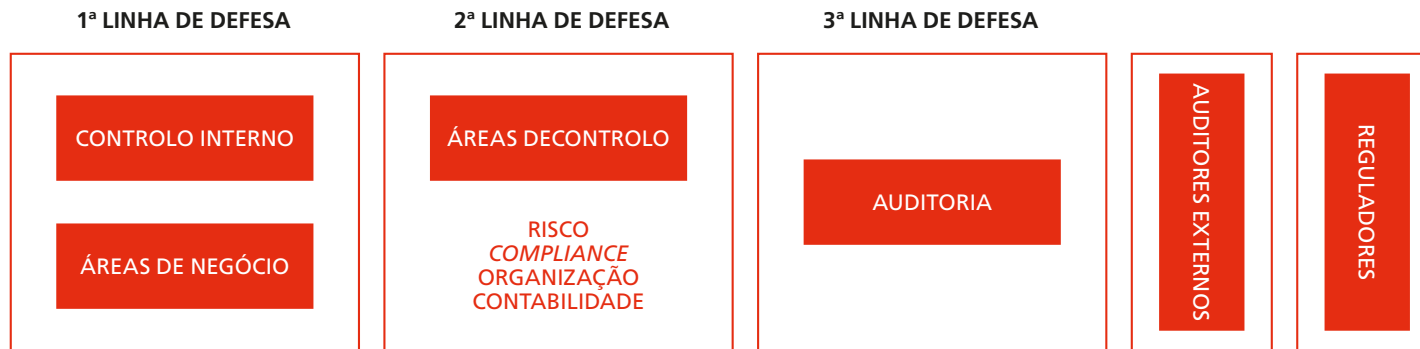 1ª LINHA DE DEFESA
CONTROLO INTERNO
ÁREAS DE NEGÓCIO
2ª LINHA DE DEFESA
ÁREAS DECONTROLO
RISCO
COMPLIANCE
ORGANIZAÇÃO
CONTABILIDADE
3ª LINHA DE DEFESA
AUDITORIA
AUDITORES EXTERNOS
REGULADORES